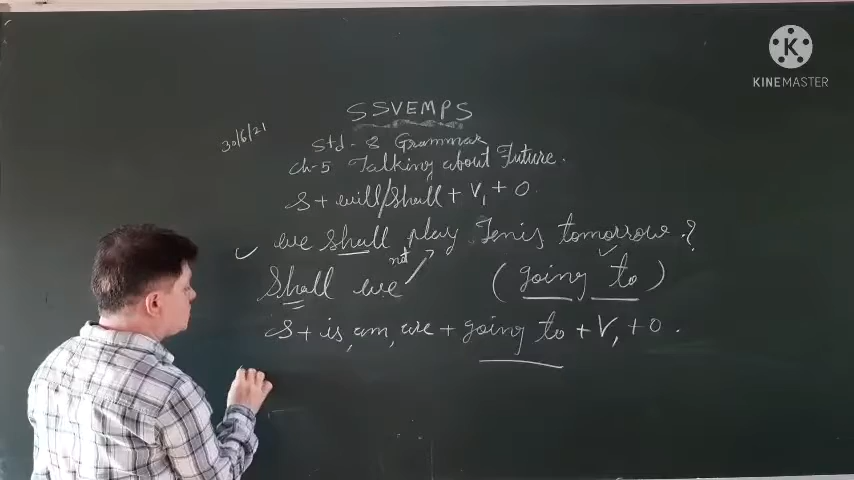 K
KINEMASTER
SSVEMPS
30/6/21
Std - 8 Grammar
Ch-5 Talking about Future.
S + will/Shall + V1 + O
✓ we shall play Tenis tomorrow?
not
Shall we (going to)
S + is, am, are + going to + V1 + O.